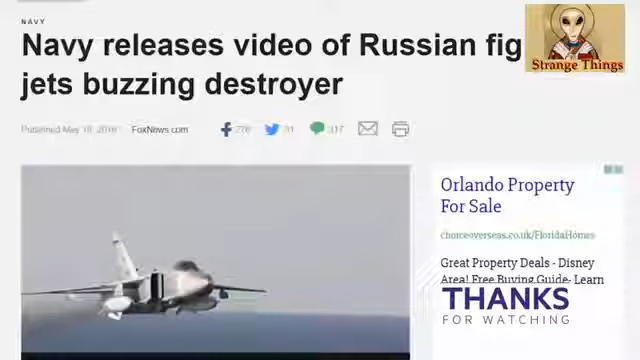 NAVY
Navy releases video of Russian fig
jets buzzing destroyer
Strange Things
FoxNews.com
Orlando Property
For Sale
choiceoverseas.co.uk/FloridaHomes
Great Property Deals - Disney
Area! Free Buying Guide- Learn
THANKS
FOR WATCHING